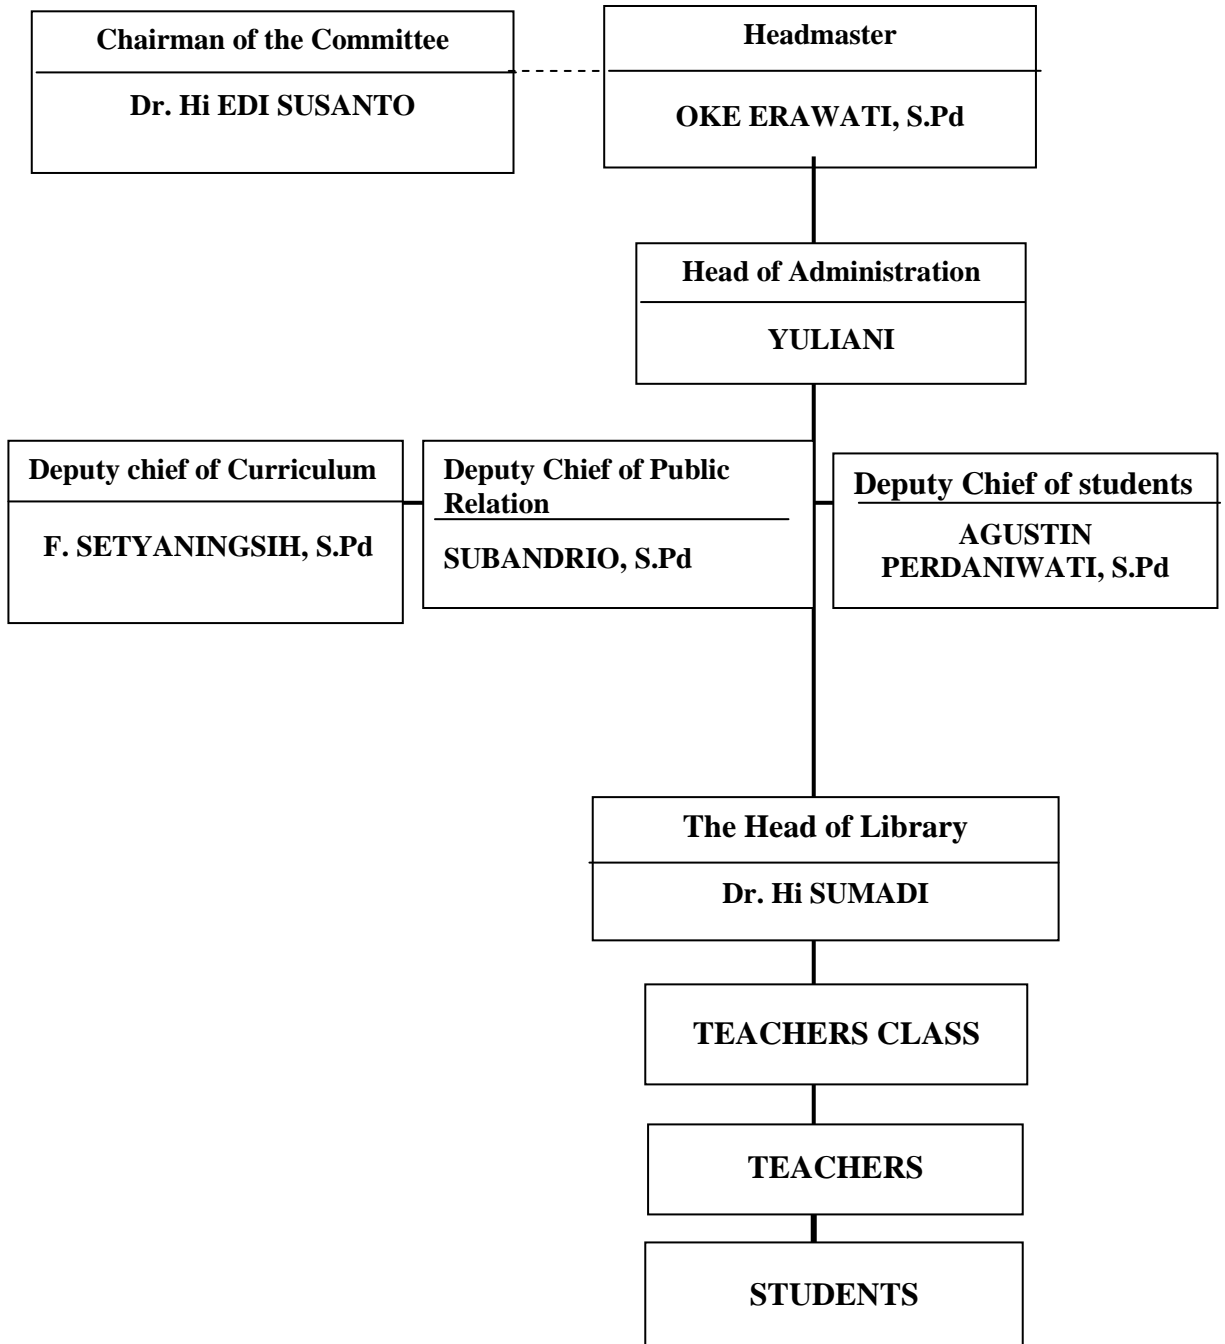 Chairman of the Committee
Dr. Hi EDI SUSANTO
Headmaster
OKE ERAWATI, S.Pd
Head of Administration
YULIANI
Deputy chief of Curriculum
F. SETYANINGSIH, S.Pd
Deputy Chief of Public
Relation
SUBANDRIO, S.Pd
Deputy Chief of students
AGUSTIN
PERDANIWATI, S.Pd
The Head of Library
Dr. Hi SUMADI
TEACHERS CLASS
TEACHERS
STUDENTS